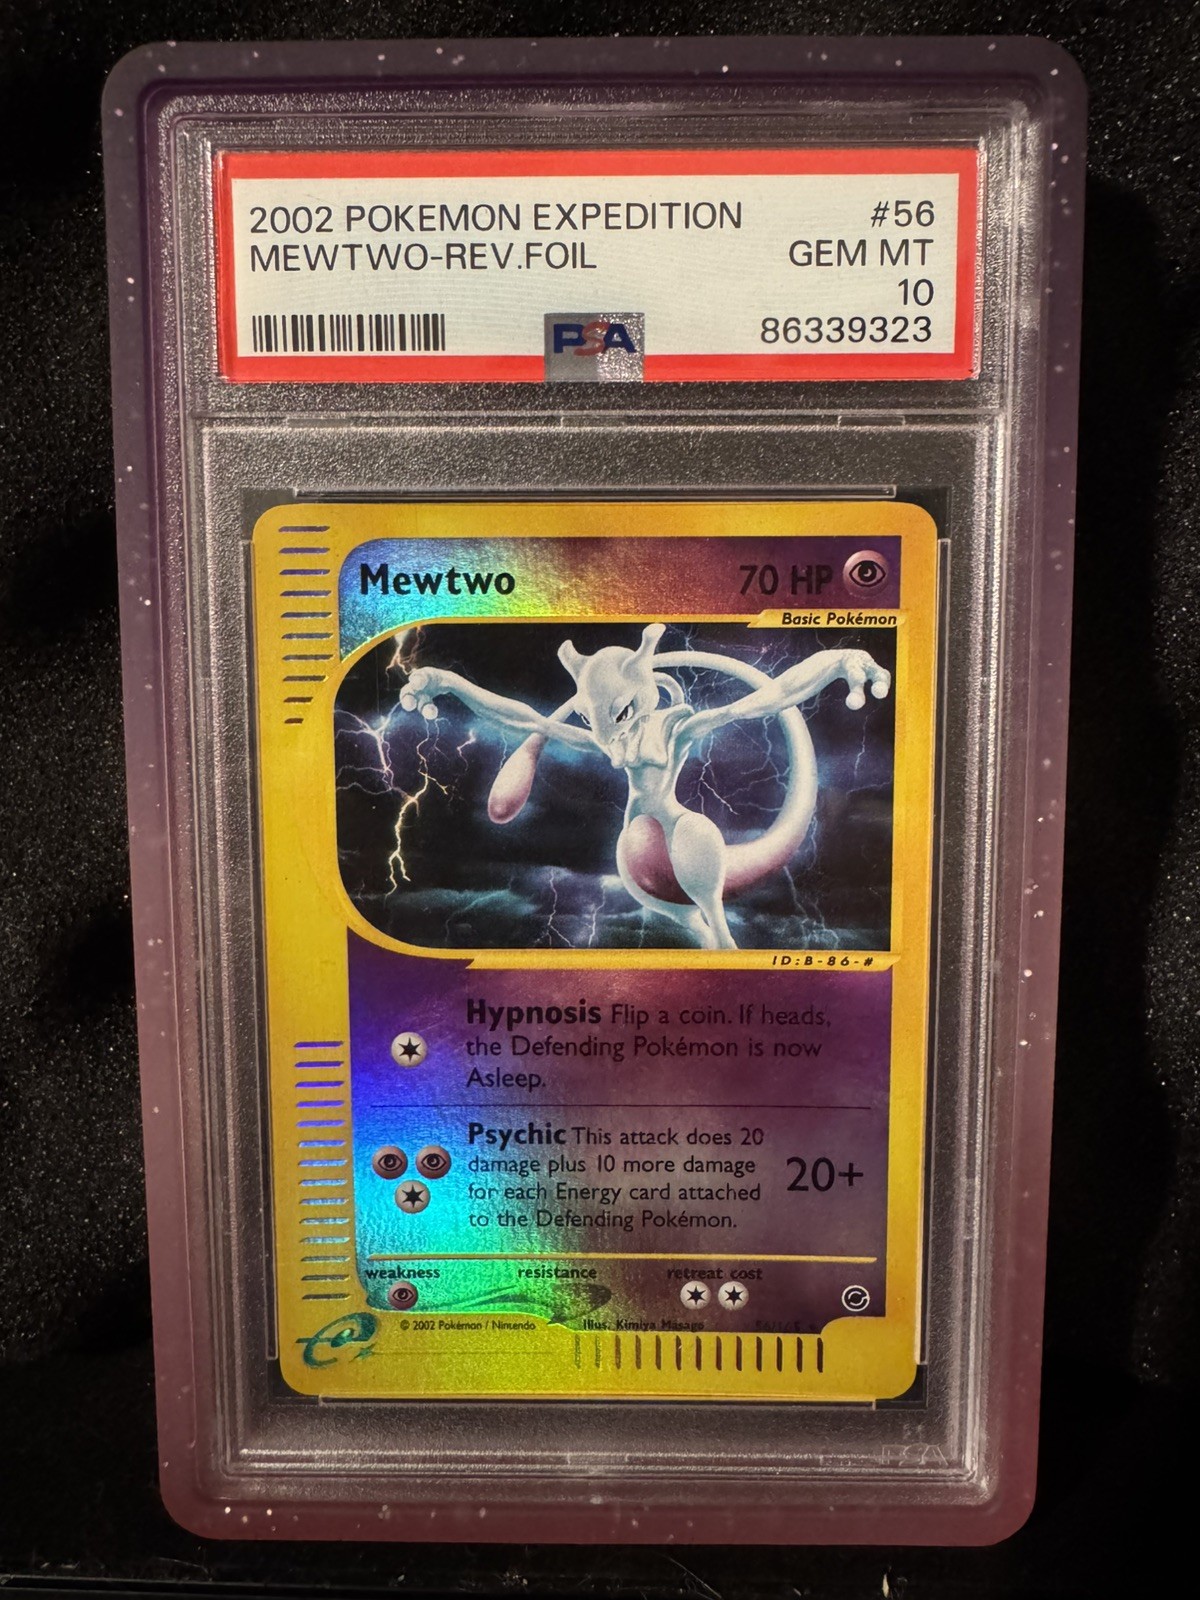 2002 POKEMON EXPEDITION #56
MEWTWO-REV.FOIL GEM MT
10
PSA 86339323
Mewtwo 70 HP
Basic Pokémon
ID:B-86-#
Hypnosis Flip a coin. If heads,
the Defending Pokémon is now
Asleep.
Psychic This attack does 20
damage plus 10 more damage
for each Energy card attached
to the Defending Pokémon.
20+
weakness resistance retreat cost
© 2002 Pokémon / Nintendo Illus. Kimiya Masago 56/165
e
PSA